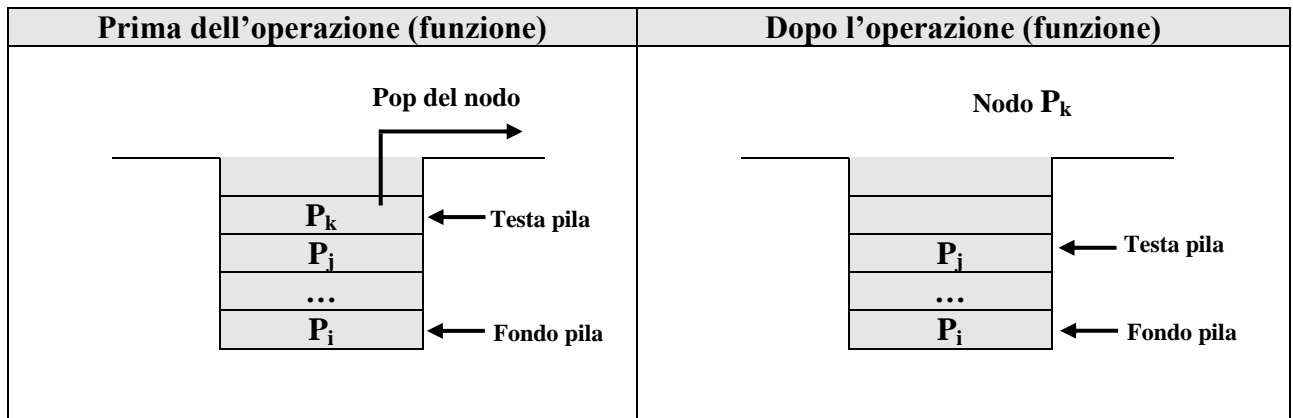 Prima dell’operazione (funzione)
Dopo l’operazione (funzione)
Pop del nodo
Pk
Testa pila
Pj
…
Pi
Fondo pila
Nodo Pk
Pj
Testa pila
…
Pi
Fondo pila